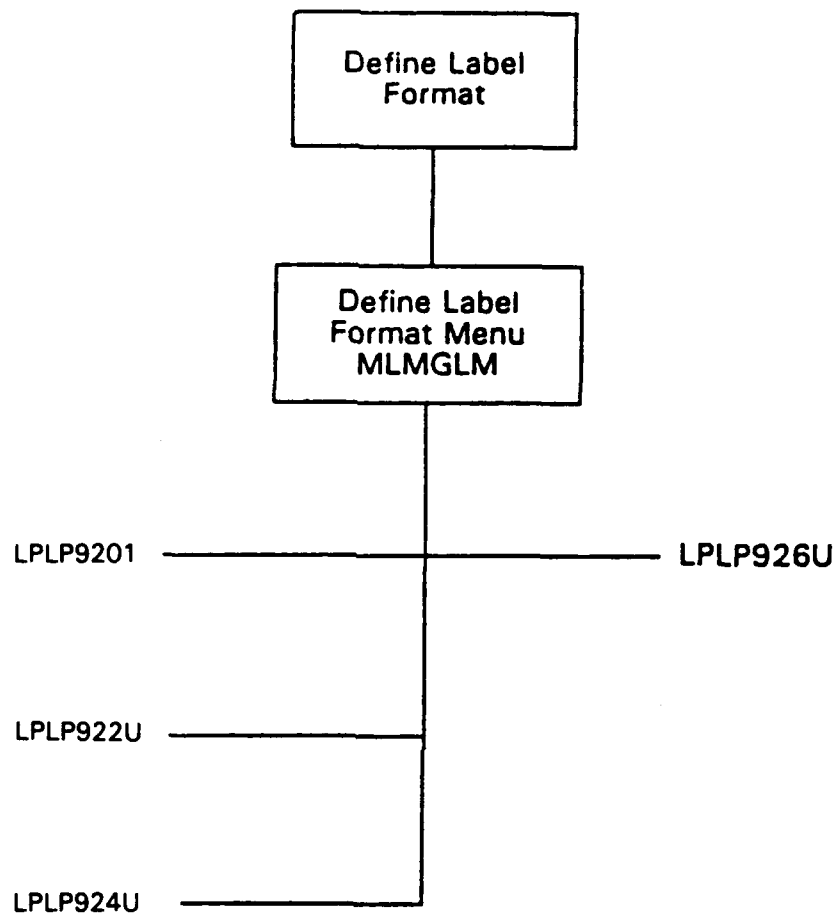 Define Label
Format
Define Label
Format Menu
MLMGLM
LPLP9201
LPLP926U
LPLP922U
LPLP924U